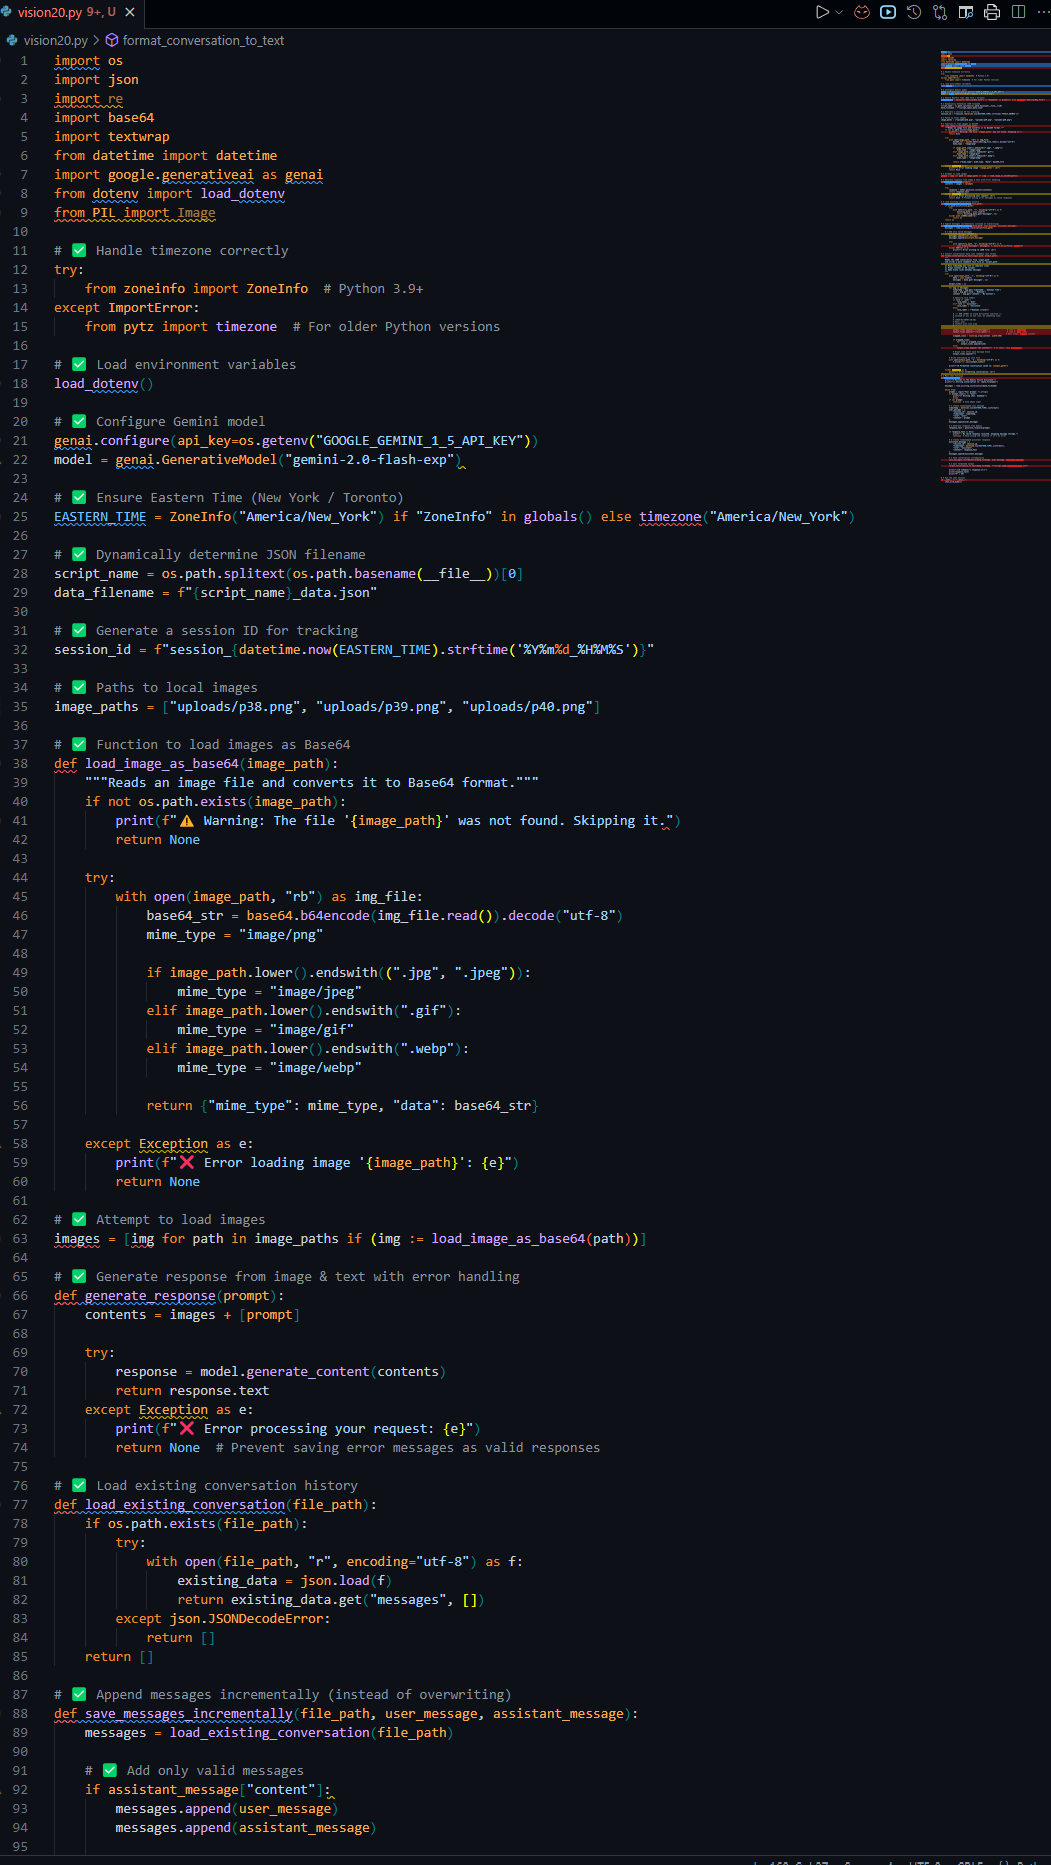 vision20.py 9+, U
vision20.py > format_conversation_to_text
1 import os
2 import json
3 import re
4 import base64
5 import textwrap
6 from datetime import datetime
7 import google.generativeai as genai
8 from dotenv import load_dotenv
9 from PIL import Image
10
11 # ✅ Handle timezone correctly
12 try:
13     from zoneinfo import ZoneInfo  # Python 3.9+
14 except ImportError:
15     from pytz import timezone  # For older Python versions
16
17 # ✅ Load environment variables
18 load_dotenv()
19
20 # ✅ Configure Gemini model
21 genai.configure(api_key=os.getenv("GOOGLE_GEMINI_1_5_API_KEY"))
22 model = genai.GenerativeModel("gemini-2.0-flash-exp")
23
24 # ✅ Ensure Eastern Time (New York / Toronto)
25 EASTERN_TIME = ZoneInfo("America/New_York") if "ZoneInfo" in globals() else timezone("America/New_York")
26
27 # ✅ Dynamically determine JSON filename
28 script_name = os.path.splitext(os.path.basename(__file__))[0]
29 data_filename = f"{script_name}_data.json"
30
31 # ✅ Generate a session ID for tracking
32 session_id = f"session_{datetime.now(EASTERN_TIME).strftime('%Y%m%d_%H%M%S')}"
33
34 # ✅ Paths to local images
35 image_paths = ["uploads/p38.png", "uploads/p39.png", "uploads/p40.png"]
36
37 # ✅ Function to load images as Base64
38 def load_image_as_base64(image_path):
39     """Reads an image file and converts it to Base64 format."""
40     if not os.path.exists(image_path):
41         print(f"⚠️ Warning: The file '{image_path}' was not found. Skipping it.")
42         return None
43
44     try:
45         with open(image_path, "rb") as img_file:
46             base64_str = base64.b64encode(img_file.read()).decode("utf-8")
47             mime_type = "image/png"
48
49             if image_path.lower().endswith((".jpg", ".jpeg")):
50                 mime_type = "image/jpeg"
51             elif image_path.lower().endswith(".gif"):
52                 mime_type = "image/gif"
53             elif image_path.lower().endswith(".webp"):
54                 mime_type = "image/webp"
55
56             return {"mime_type": mime_type, "data": base64_str}
57
58     except Exception as e:
59         print(f"❌ Error loading image '{image_path}': {e}")
60         return None
61
62 # ✅ Attempt to load images
63 images = [img for path in image_paths if (img := load_image_as_base64(path))]
64
65 # ✅ Generate response from image & text with error handling
66 def generate_response(prompt):
67     contents = images + [prompt]
68
69     try:
70         response = model.generate_content(contents)
71         return response.text
72     except Exception as e:
73         print(f"❌ Error processing your request: {e}")
74         return None  # Prevent saving error messages as valid responses
75
76 # ✅ Load existing conversation history
77 def load_existing_conversation(file_path):
78     if os.path.exists(file_path):
79         try:
80             with open(file_path, "r", encoding="utf-8") as f:
81                 existing_data = json.load(f)
82                 return existing_data.get("messages", [])
83         except json.JSONDecodeError:
84             return []
85     return []
86
87 # ✅ Append messages incrementally (instead of overwriting)
88 def save_messages_incrementally(file_path, user_message, assistant_message):
89     messages = load_existing_conversation(file_path)
90
91     # ✅ Add only valid messages
92     if assistant_message["content"]:
93         messages.append(user_message)
94         messages.append(assistant_message)
95